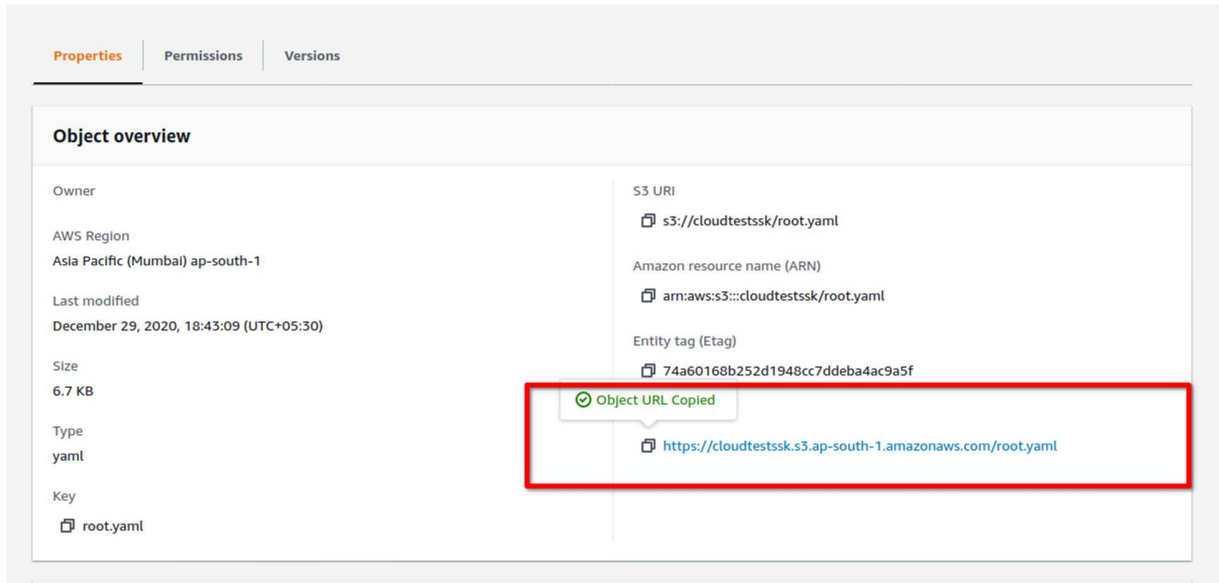 Properties
Permissions
Versions
Object overview
Owner
AWS Region
Asia Pacific (Mumbai) ap-south-1
Last modified
December 29, 2020, 18:43:09 (UTC+05:30)
Size
6.7 KB
Type
yaml
Key
root.yaml
S3 URI
s3://cloudtestssk/root.yaml
Amazon resource name (ARN)
arn:aws:s3:::cloudtestssk/root.yaml
Entity tag (Etag)
74a60168b252d1948cc7ddeba4ac9a5f
Object URL Copied
https://cloudtestssk.s3.ap-south-1.amazonaws.com/root.yaml